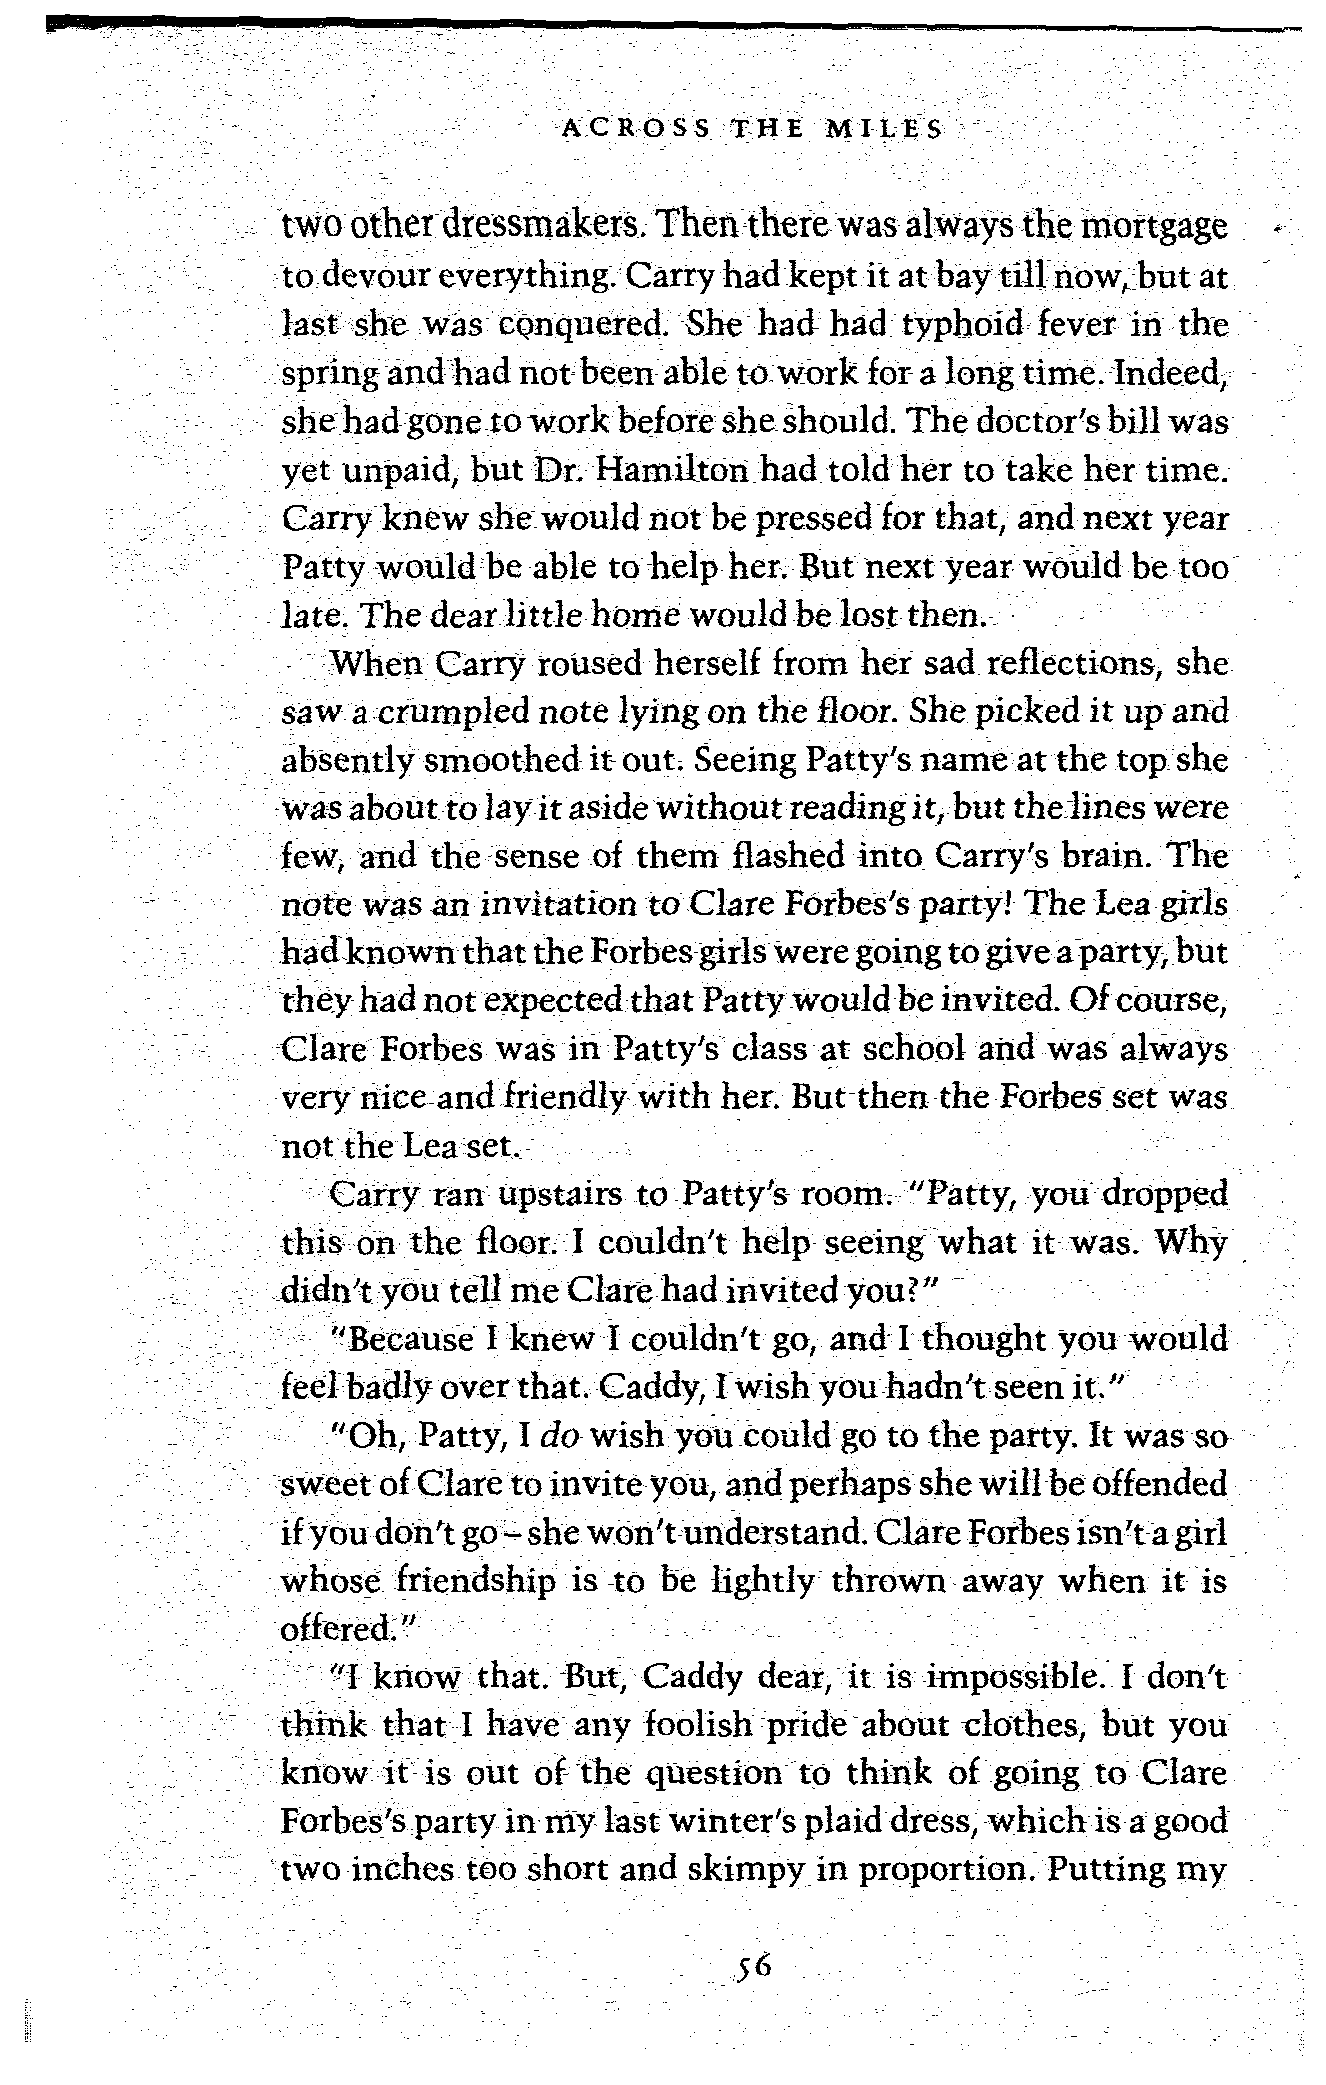 ACROSS THE MILES
two other dressmakers. Then there was always the mortgage
to devour everything. Carry had kept it at bay till now, but at
last she was conquered. She had had typhoid fever in the
spring and had not been able to work for a long time. Indeed,
she had gone to work before she should. The doctor's bill was
yet unpaid, but Dr. Hamilton had told her to take her time.
Carry knew she would not be pressed for that, and next year
Patty would be able to help her. But next year would be too
late. The dear little home would be lost then.
When Carry roused herself from her sad reflections, she
saw a crumpled note lying on the floor. She picked it up and
absently smoothed it out. Seeing Patty's name at the top she
was about to lay it aside without reading it, but the lines were
few, and the sense of them flashed into Carry's brain. The
note was an invitation to Clare Forbes's party! The Lea girls
had known that the Forbes girls were going to give a party, but
they had not expected that Patty would be invited. Of course,
Clare Forbes was in Patty's class at school and was always
very nice and friendly with her. But then the Forbes set was
not the Lea set.
Carry ran upstairs to Patty's room. "Patty, you dropped
this on the floor. I couldn't help seeing what it was. Why
didn't you tell me Clare had invited you?"
"Because I knew I couldn't go, and I thought you would
feel badly over that. Caddy, I wish you hadn't seen it."
"Oh, Patty, I do wish you could go to the party. It was so
sweet of Clare to invite you, and perhaps she will be offended
if you don't go – she won't understand. Clare Forbes isn't a girl
whose friendship is to be lightly thrown away when it is
offered."
"I know that. But, Caddy dear, it is impossible. I don't
think that I have any foolish pride about clothes, but you
know it is out of the question to think of going to Clare
Forbes's party in my last winter's plaid dress, which is a good
two inches too short and skimpy in proportion. Putting my
56